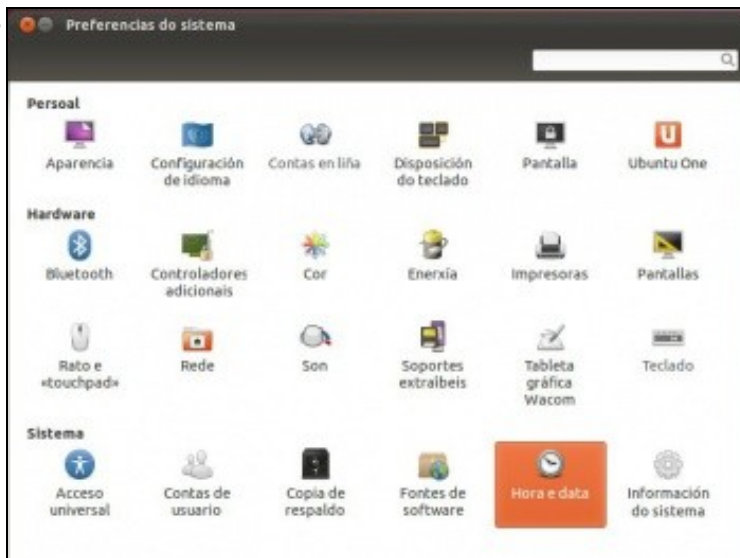 Preferencias do sistema
Persoal
Aparencia
Configuración
de idioma
Contas en liña
Disposición
do teclado
Pantalla
Ubuntu One
Hardware
Bluetooth
Controladores
adicionais
Cor
Enerxía
Impresoras
Pantallas
Rato e
«touchpad»
Rede
Son
Soportes
extraíbeis
Tableta
gráfica
Wacom
Teclado
Sistema
Acceso
universal
Contas de
usuario
Copia de
respaldo
Fontes de
software
Hora e data
Información
do sistema